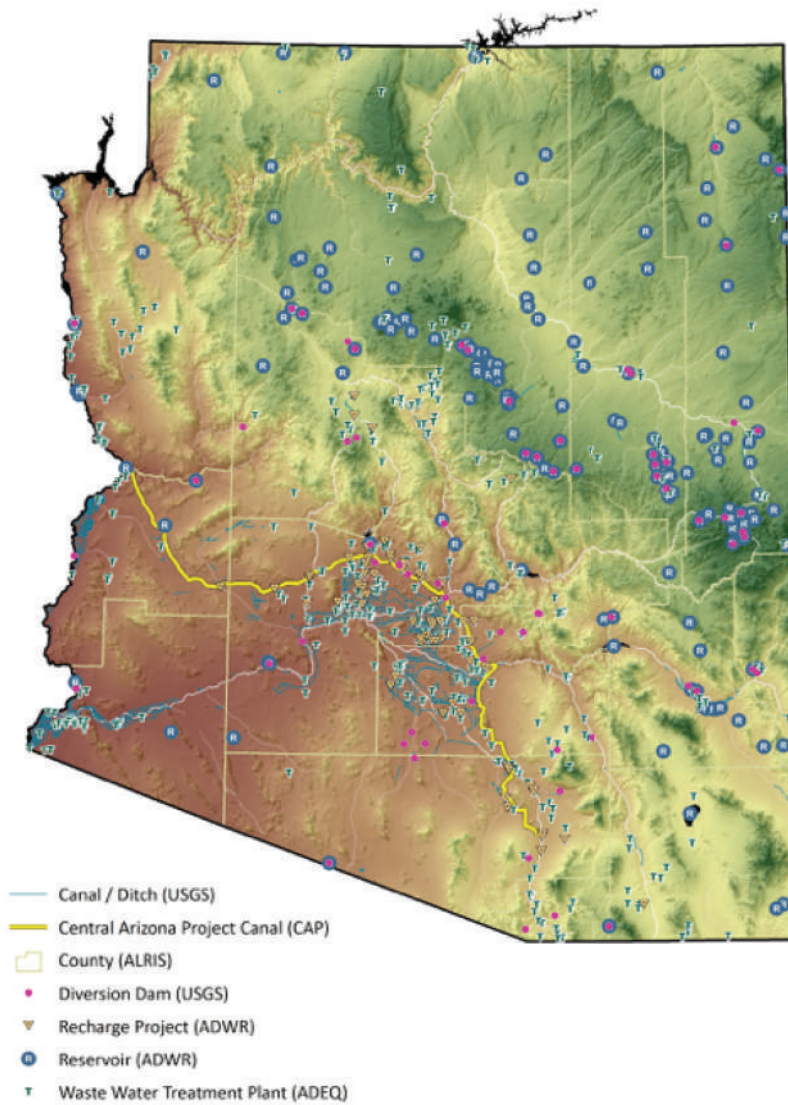 Canal / Ditch (USGS)
Central Arizona Project Canal (CAP)
County (ALRIS)
Diversion Dam (USGS)
Recharge Project (ADWR)
R Reservoir (ADWR)
T Waste Water Treatment Plant (ADEQ)